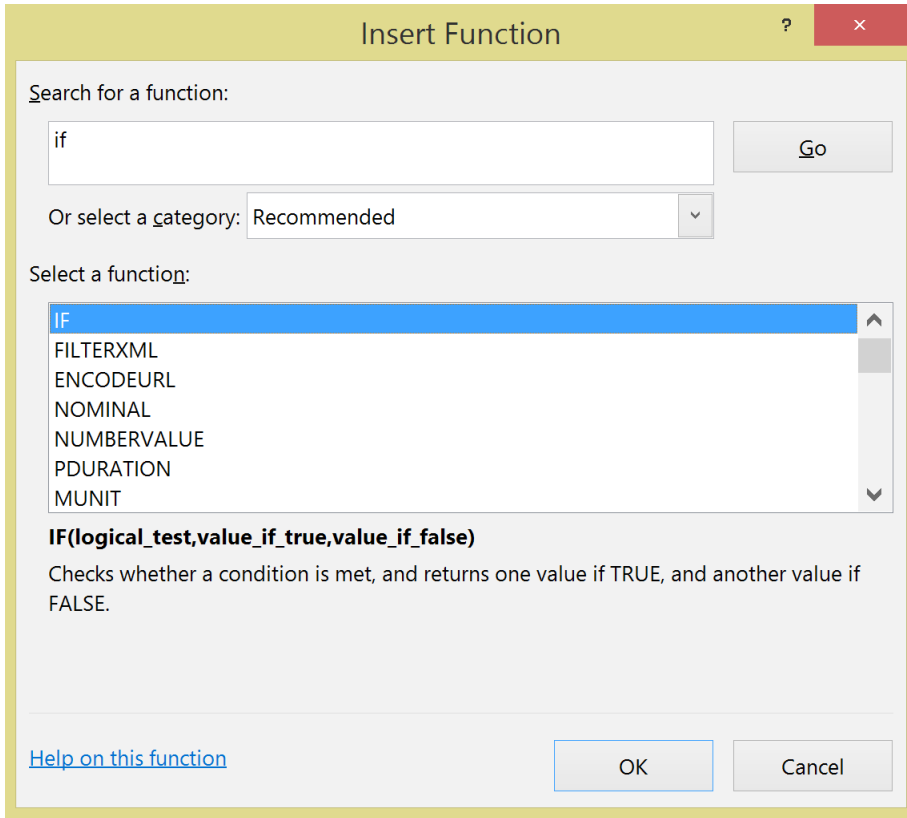 Insert Function
?
Search for a function:
if
Go
Or select a category: Recommended
Select a function:
IF
FILTERXML
ENCODEURL
NOMINAL
NUMBERVALUE
PDURATION
MUNIT
IF(logical_test,value_if_true,value_if_false)
Checks whether a condition is met, and returns one value if TRUE, and another value if
FALSE.
Help on this function
OK
Cancel